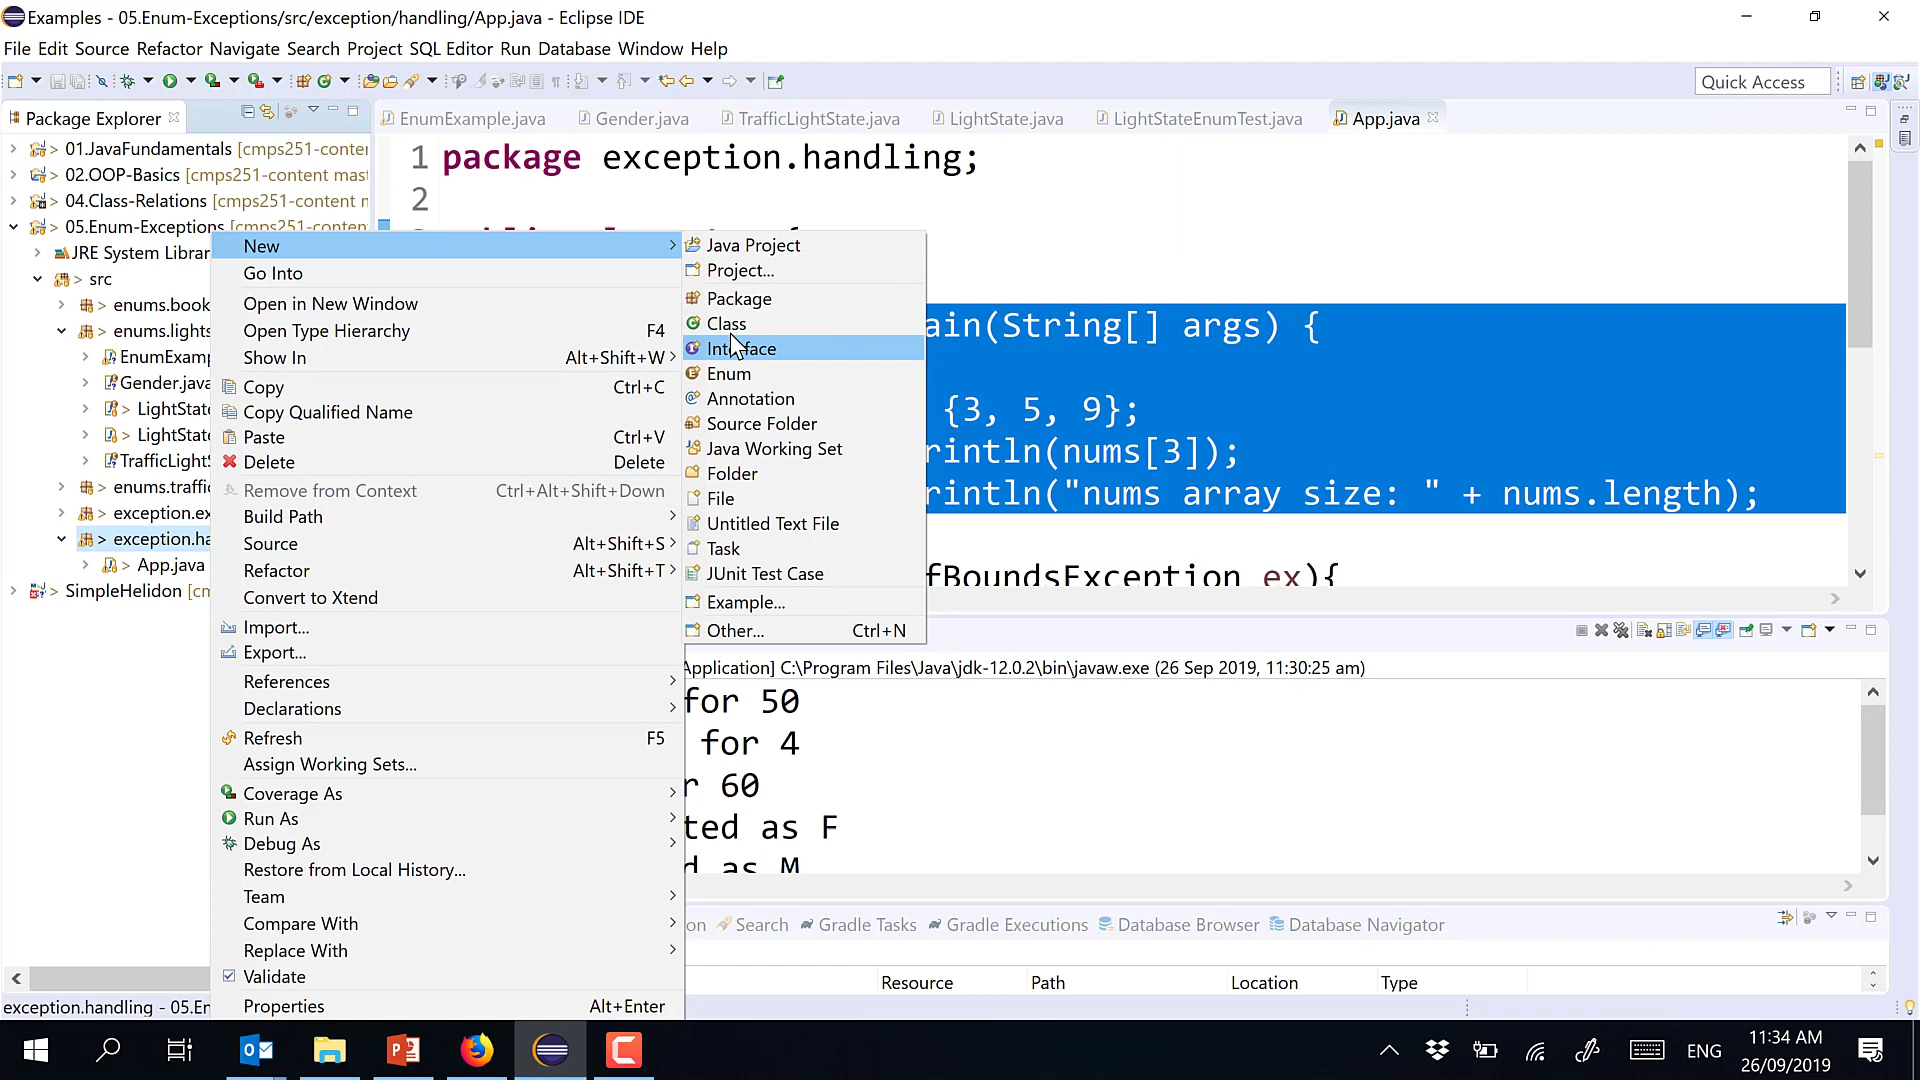 Examples - 05.Enum-Exceptions/src/exception/handling/App.java - Eclipse IDE
File Edit Source Refactor Navigate Search Project SQL Editor Run Database Window Help
Quick Access
Package Explorer
EnumExample.java Gender.java TrafficLightState.java LightState.java LightStateEnumTest.java App.java
> 01.JavaFundamentals [cmps251-conter
> 02.OOP-Basics [cmps251-content mast
> 04.Class-Relations [cmps251-content n
> 05.Enum-Exceptions [cmps251-conten
JRE System Librar
> src
> enums.book
> enums.lights
EnumExamp
Gender.java
> LightState
> LightState
TrafficLightS
> enums.traffic
> exception.ex
> exception.ha
> App.java
> SimpleHelidon [cr
1 package exception.handling;
2
ain(String[] args) {
{3, 5, 9};
rintln(nums[3]);
rintln("nums array size: " + nums.length);
fBoundsException ex){
New
Go Into
Open in New Window
Open Type Hierarchy F4
Show In Alt+Shift+W
Copy Ctrl+C
Copy Qualified Name
Paste Ctrl+V
Delete Delete
Remove from Context Ctrl+Alt+Shift+Down
Build Path
Source Alt+Shift+S
Refactor Alt+Shift+T
Convert to Xtend
Import...
Export...
References
Declarations
Refresh F5
Assign Working Sets...
Coverage As
Run As
Debug As
Restore from Local History...
Team
Compare With
Replace With
Validate
Properties Alt+Enter
Java Project
Project...
Package
Class
Interface
Enum
Annotation
Source Folder
Java Working Set
Folder
File
Untitled Text File
Task
JUnit Test Case
Example...
Other... Ctrl+N
Application] C:\Program Files\Java\jdk-12.0.2\bin\javaw.exe (26 Sep 2019, 11:30:25 am)
for 50
for 4
r 60
ted as F
d as M
on Search Gradle Tasks Gradle Executions Database Browser Database Navigator
Resource Path Location Type
exception.handling - 05.En
ENG
11:34 AM
26/09/2019